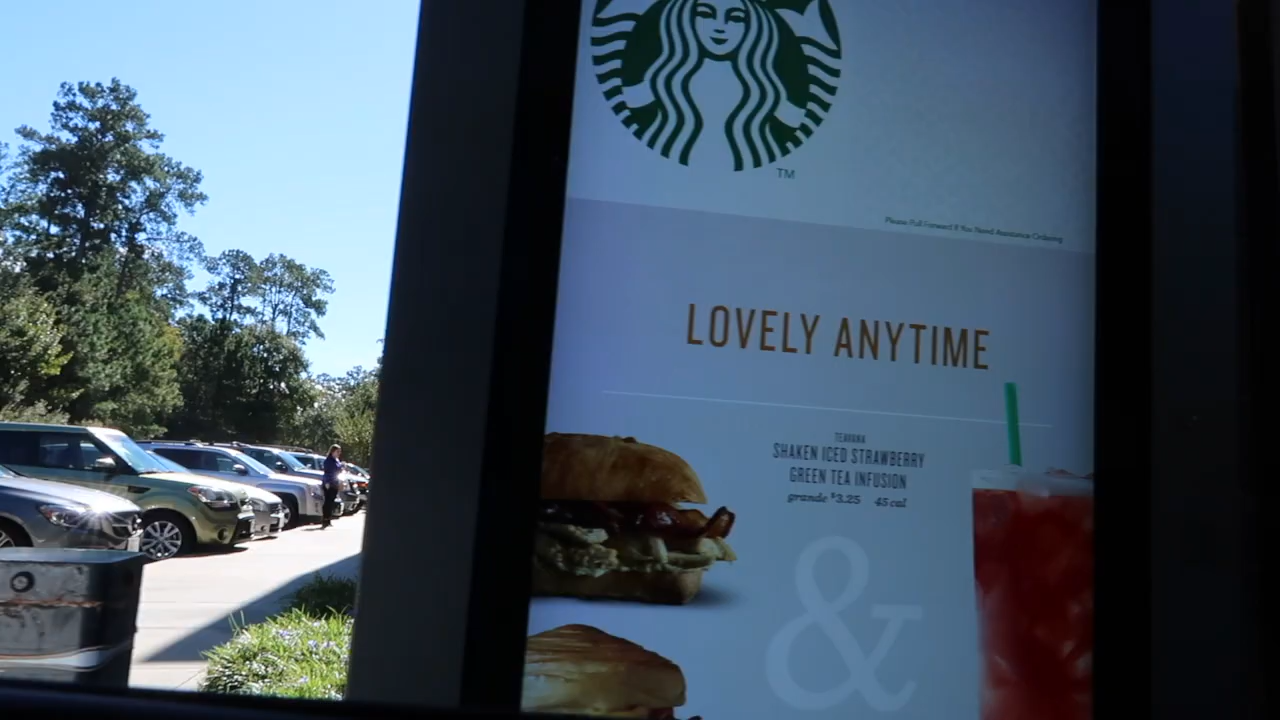 TM
Please Pull Forward If You Need Assistance Ordering
LOVELY ANYTIME
TEAVANA
SHAKEN ICED STRAWBERRY
GREEN TEA INFUSION
grande $3.25 45 cal
&